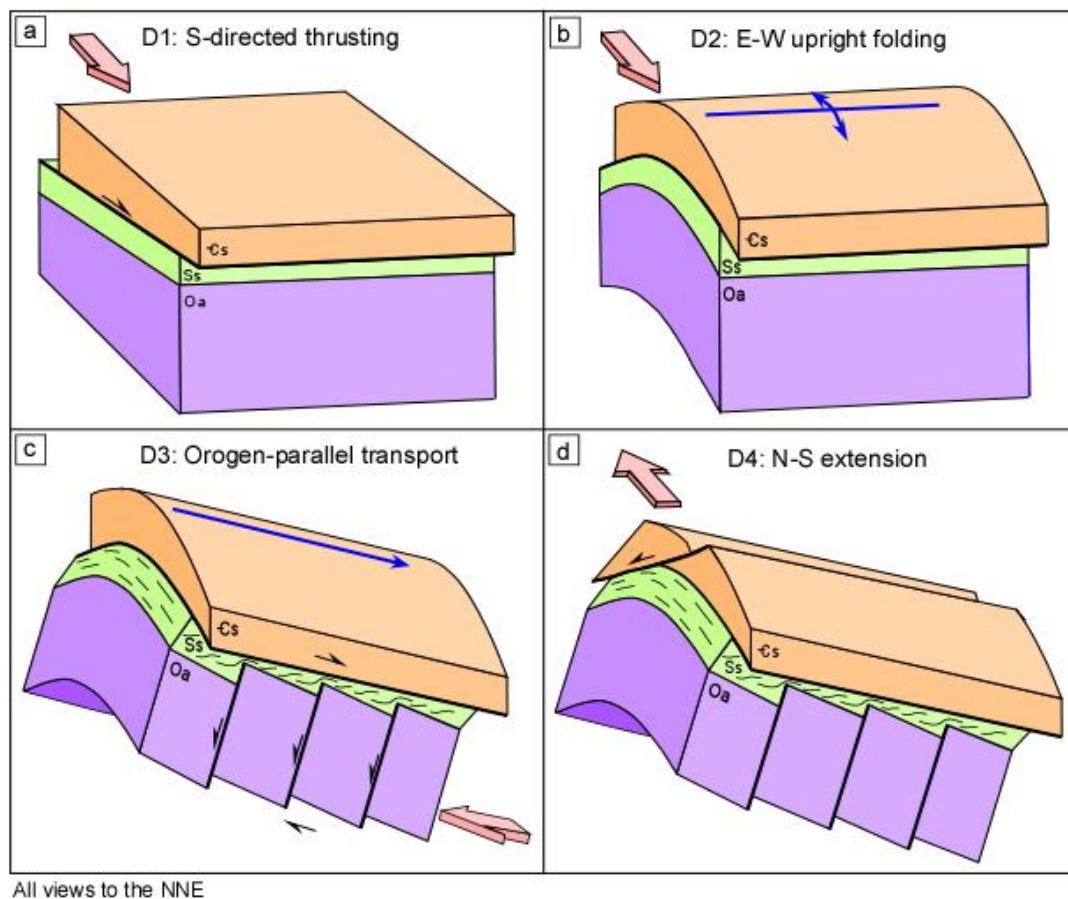 a
D1: S-directed thrusting
Ꞓs
Ss
Oa
b
D2: E-W upright folding
Ꞓs
Ss
Oa
c
D3: Orogen-parallel transport
Ꞓs
Ss
Oa
d
D4: N-S extension
Ꞓs
Ss
Oa
All views to the NNE